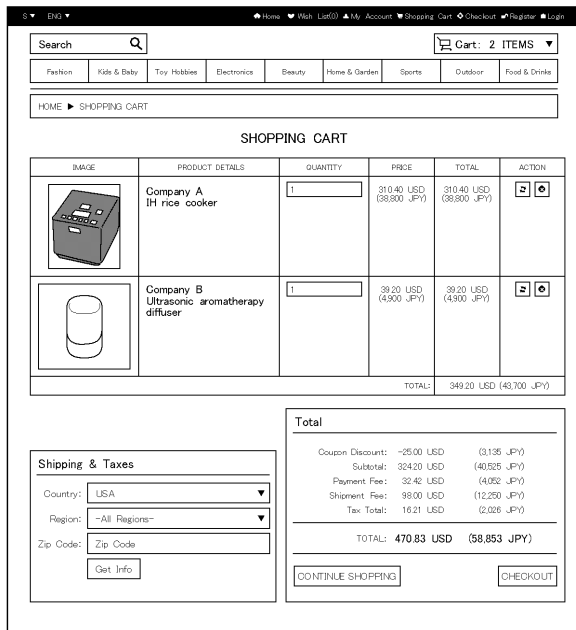 S ▼ ENG ▼ Home Wish List(0) My Account Shopping Cart Checkout Register Login
Search Cart: 2 ITEMS ▼
Fashion Kids & Baby Toy Hobbies Electronics Beauty Home & Garden Sports Outdoor Food & Drinks
HOME ▶ SHOPPING CART
SHOPPING CART
IMAGE PRODUCT DETAILS QUANTITY PRICE TOTAL ACTION
Company A 1 310.40 USD 310.40 USD
IH rice cooker (38,800 JPY) (38,800 JPY)
Company B 1 39.20 USD 39.20 USD
Ultrasonic aromatherapy (4,900 JPY) (4,900 JPY)
diffuser
TOTAL: 349.20 USD (43,700 JPY)
Shipping & Taxes
Country: USA ▼
Region: -All Regions- ▼
Zip Code: Zip Code
Get Info
Total
Coupon Discount: -25.00 USD (3,135 JPY)
Subtotal: 324.20 USD (40,525 JPY)
Payment Fee: 32.42 USD (4,052 JPY)
Shipment Fee: 98.00 USD (12,250 JPY)
Tax Total: 16.21 USD (2,026 JPY)
TOTAL: 470.83 USD (58,853 JPY)
CONTINUE SHOPPING CHECKOUT